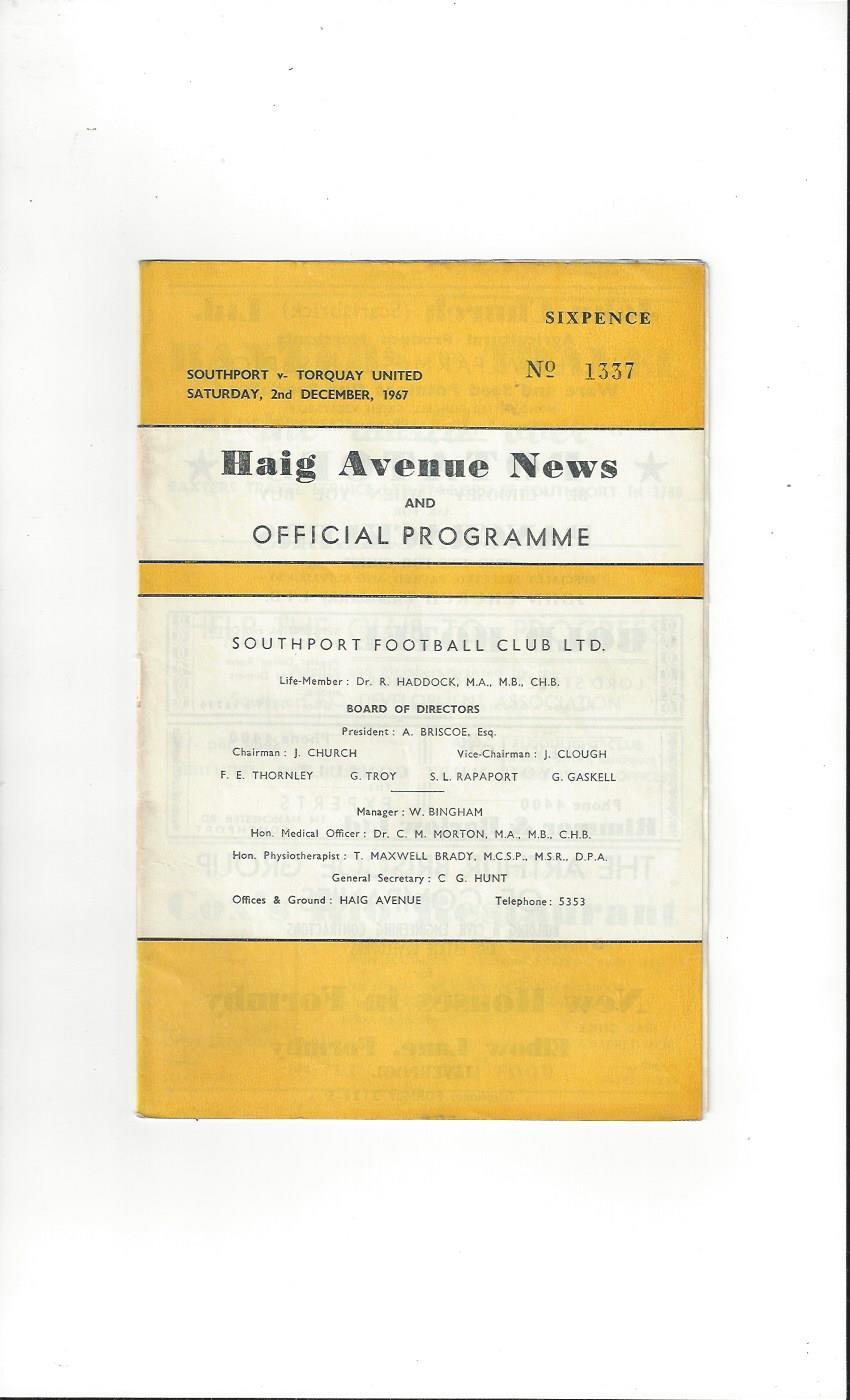 SIXPENCE
Nº 1337
SOUTHPORT v- TORQUAY UNITED
SATURDAY, 2nd DECEMBER, 1967
Haig Avenue News
AND
OFFICIAL PROGRAMME
SOUTHPORT FOOTBALL CLUB LTD.
Life-Member : Dr. R. HADDOCK, M.A., M.B., CH.B.
BOARD OF DIRECTORS
President : A. BRISCOE, Esq.
Chairman : J. CHURCH Vice-Chairman : J. CLOUGH
F. E. THORNLEY G. TROY S. L. RAPAPORT G. GASKELL
Manager : W. BINGHAM
Hon. Medical Officer : Dr. C. M. MORTON, M.A., M.B., C.H.B.
Hon. Physiotherapist : T. MAXWELL BRADY, M.C.S.P., M.S.R., D.P.A.
General Secretary : C G. HUNT
Offices & Ground : HAIG AVENUE Telephone : 5353